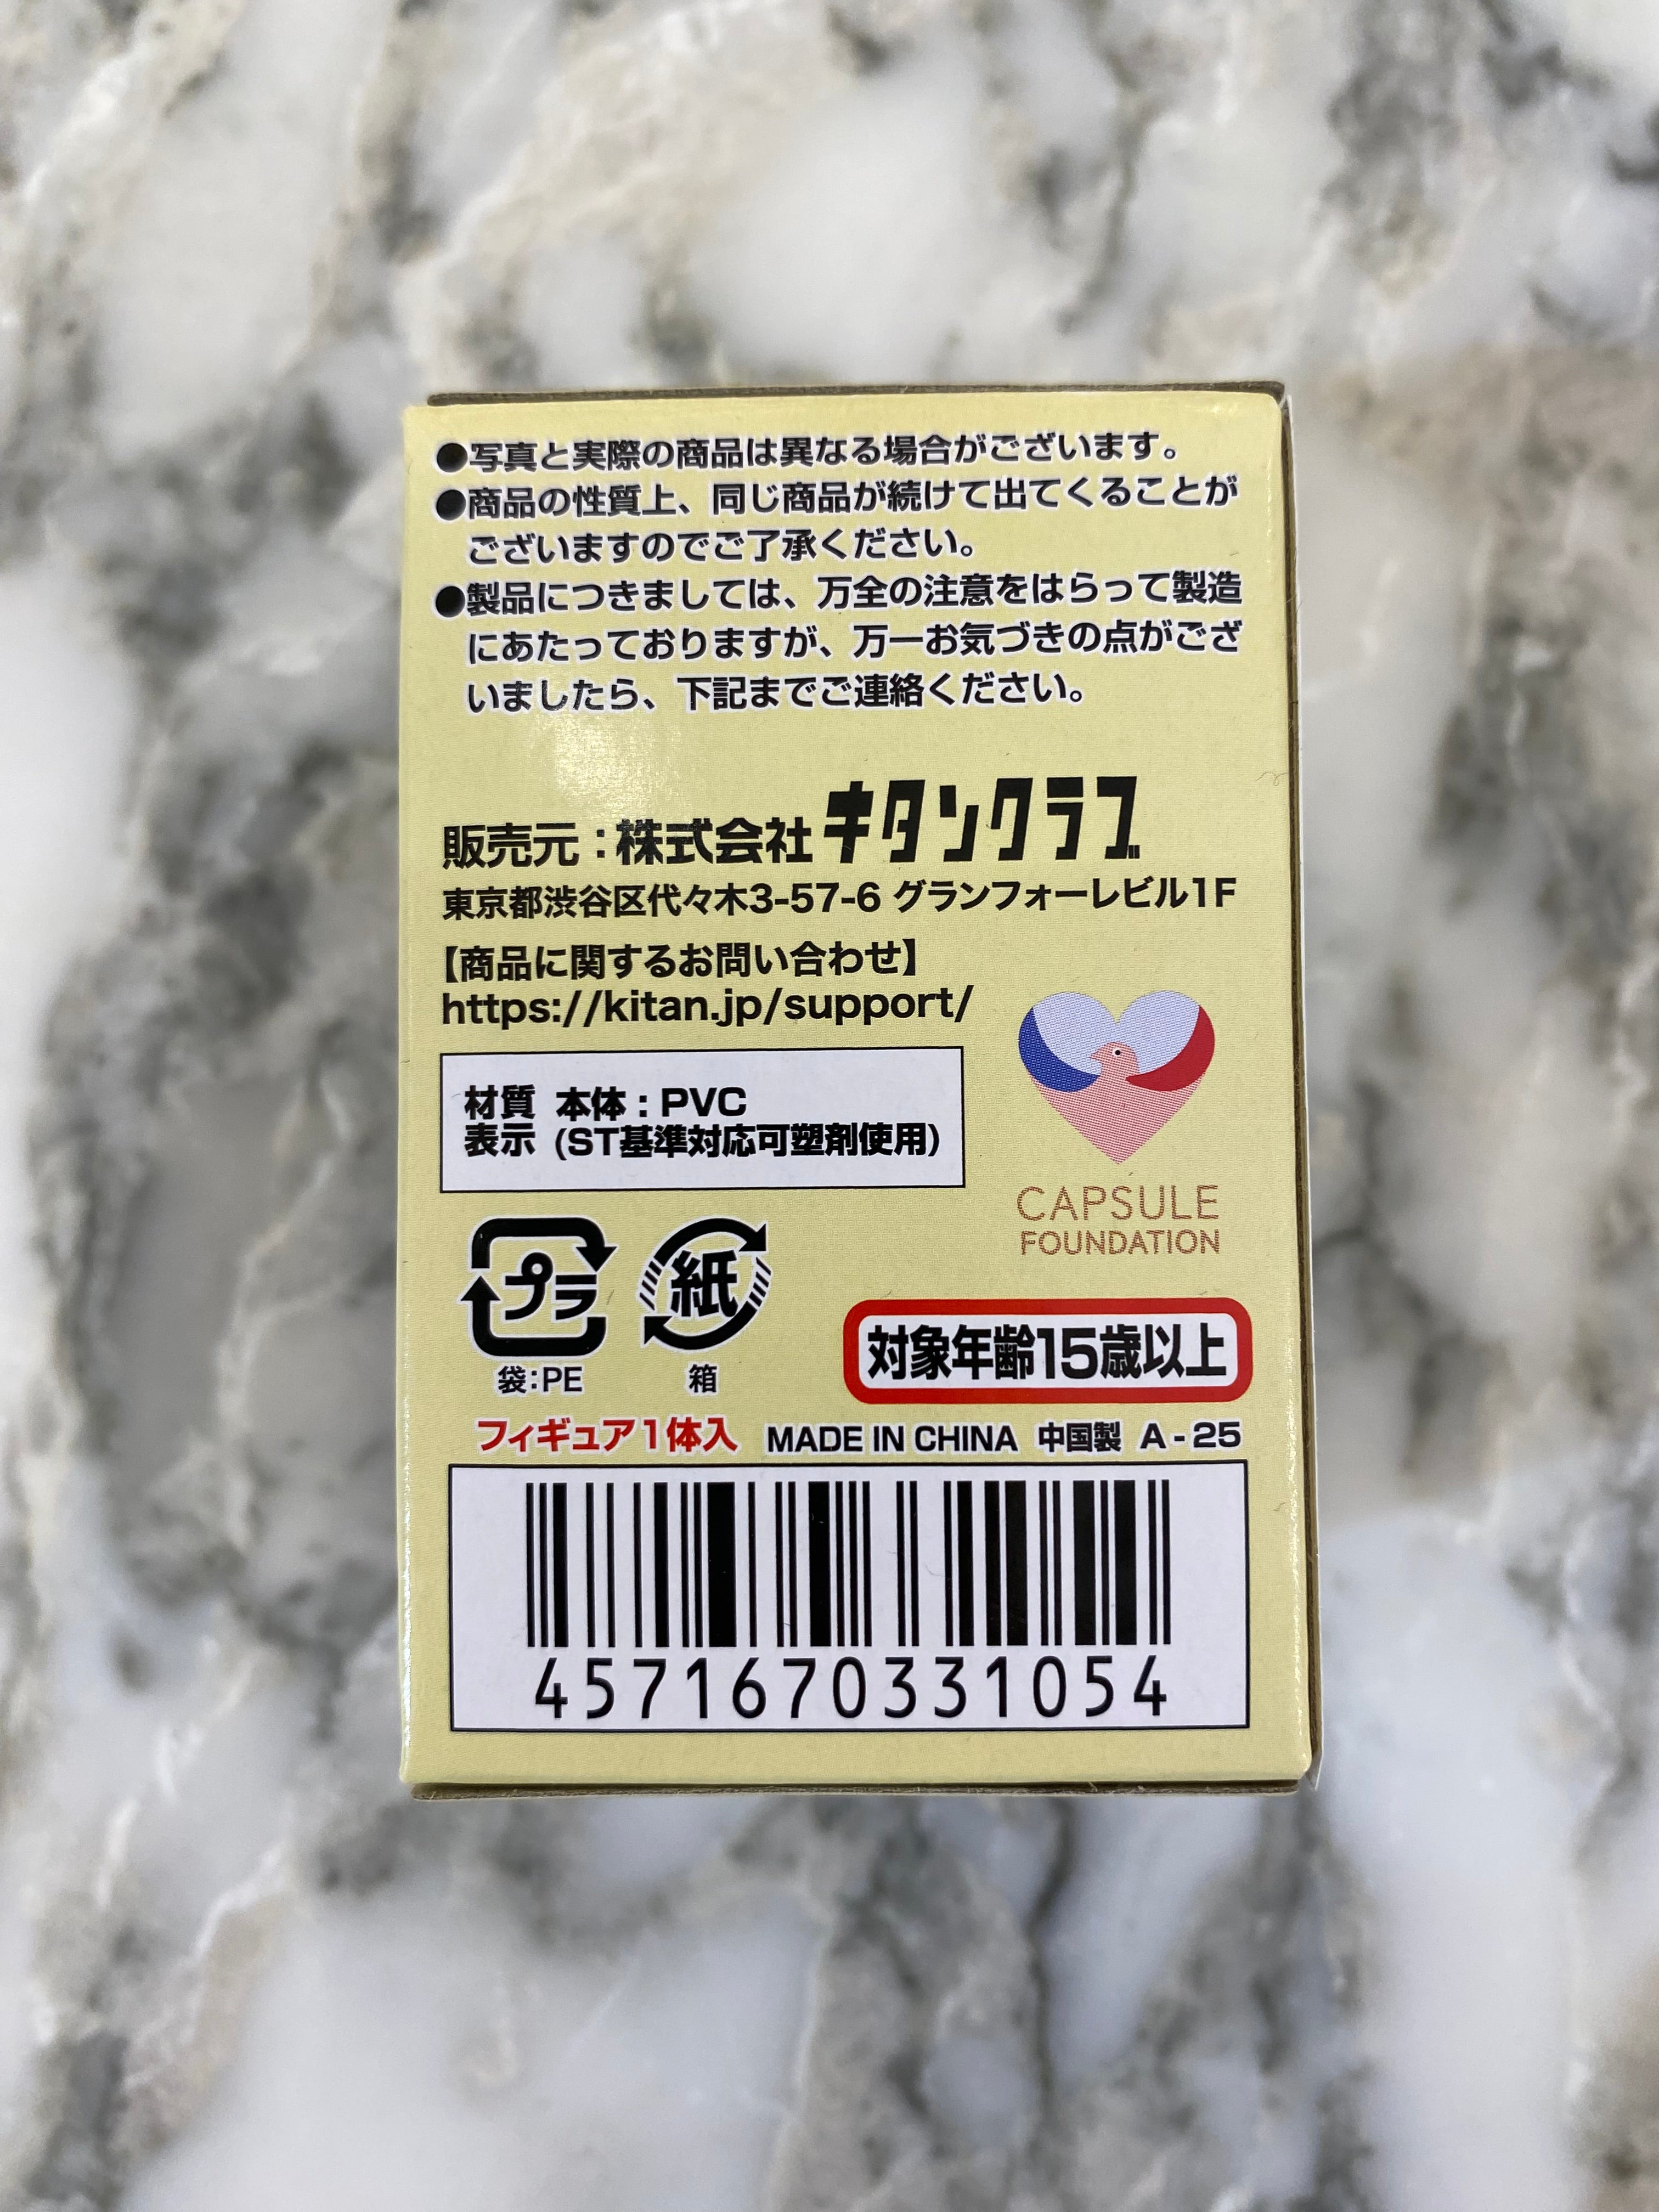 ●写真と実際の商品は異なる場合がございます。
●商品の性質上、同じ商品が続けて出てくることが
ございますのでご了承ください。
●製品につきましては、万全の注意をはらって製造
にあたっておりますが、万一お気づきの点がござ
いましたら、下記までご連絡ください。
販売元：株式会社キタンクラブ
東京都渋谷区代々木3-57-6 グランフォーレビル1F
【商品に関するお問い合わせ】
https://kitan.jp/support/
材質 本体：PVC
表示 (ST基準対応可塑剤使用)
CAPSULE
FOUNDATION
プラ 紙
袋：PE 箱
対象年齢15歳以上
フィギュア1体入 MADE IN CHINA 中国製 A-25
4571670331054